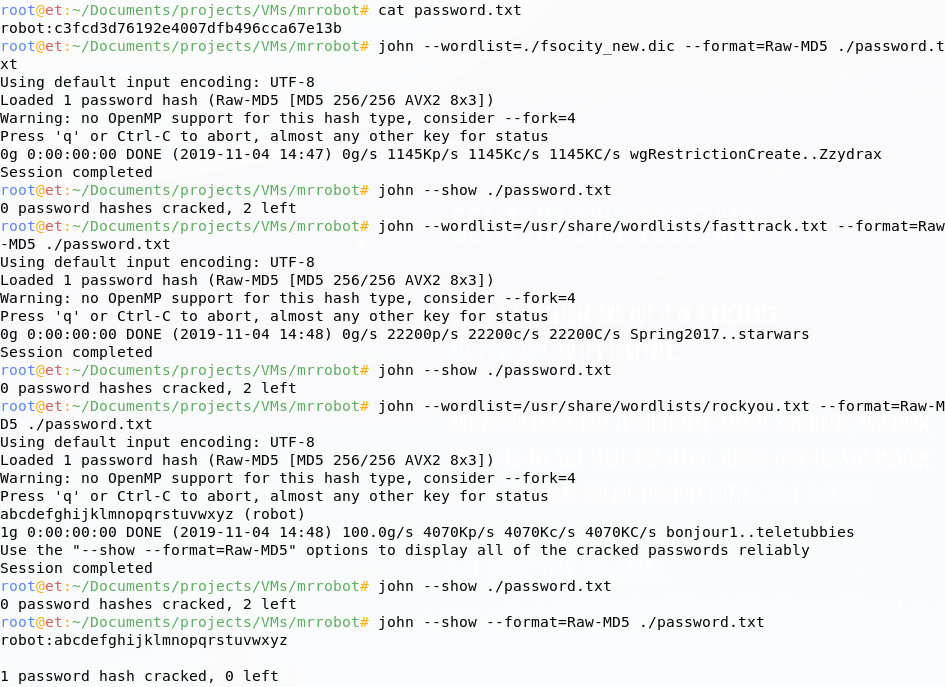 root@et:~/Documents/projects/VMs/mrrobot# cat password.txt
robot:c3fcd3d76192e4007dfb496cca67e13b
root@et:~/Documents/projects/VMs/mrrobot# john --wordlist=./fsocity_new.dic --format=Raw-MD5 ./password.t
xt
Using default input encoding: UTF-8
Loaded 1 password hash (Raw-MD5 [MD5 256/256 AVX2 8x3])
Warning: no OpenMP support for this hash type, consider --fork=4
Press 'q' or Ctrl-C to abort, almost any other key for status
0g 0:00:00:00 DONE (2019-11-04 14:47) 0g/s 1145Kp/s 1145Kc/s 1145KC/s wgRestrictionCreate..Zzydrax
Session completed
root@et:~/Documents/projects/VMs/mrrobot# john --show ./password.txt
0 password hashes cracked, 2 left
root@et:~/Documents/projects/VMs/mrrobot# john --wordlist=/usr/share/wordlists/fasttrack.txt --format=Raw
-MD5 ./password.txt
Using default input encoding: UTF-8
Loaded 1 password hash (Raw-MD5 [MD5 256/256 AVX2 8x3])
Warning: no OpenMP support for this hash type, consider --fork=4
Press 'q' or Ctrl-C to abort, almost any other key for status
0g 0:00:00:00 DONE (2019-11-04 14:48) 0g/s 22200p/s 22200c/s 22200C/s Spring2017..starwars
Session completed
root@et:~/Documents/projects/VMs/mrrobot# john --show ./password.txt
0 password hashes cracked, 2 left
root@et:~/Documents/projects/VMs/mrrobot# john --wordlist=/usr/share/wordlists/rockyou.txt --format=Raw-M
D5 ./password.txt
Using default input encoding: UTF-8
Loaded 1 password hash (Raw-MD5 [MD5 256/256 AVX2 8x3])
Warning: no OpenMP support for this hash type, consider --fork=4
Press 'q' or Ctrl-C to abort, almost any other key for status
abcdefghijklmnopqrstuvwxyz (robot)
1g 0:00:00:00 DONE (2019-11-04 14:48) 100.0g/s 4070Kp/s 4070Kc/s 4070KC/s bonjour1..teletubbies
Use the "--show --format=Raw-MD5" options to display all of the cracked passwords reliably
Session completed
root@et:~/Documents/projects/VMs/mrrobot# john --show ./password.txt
0 password hashes cracked, 2 left
root@et:~/Documents/projects/VMs/mrrobot# john --show --format=Raw-MD5 ./password.txt
robot:abcdefghijklmnopqrstuvwxyz
1 password hash cracked, 0 left